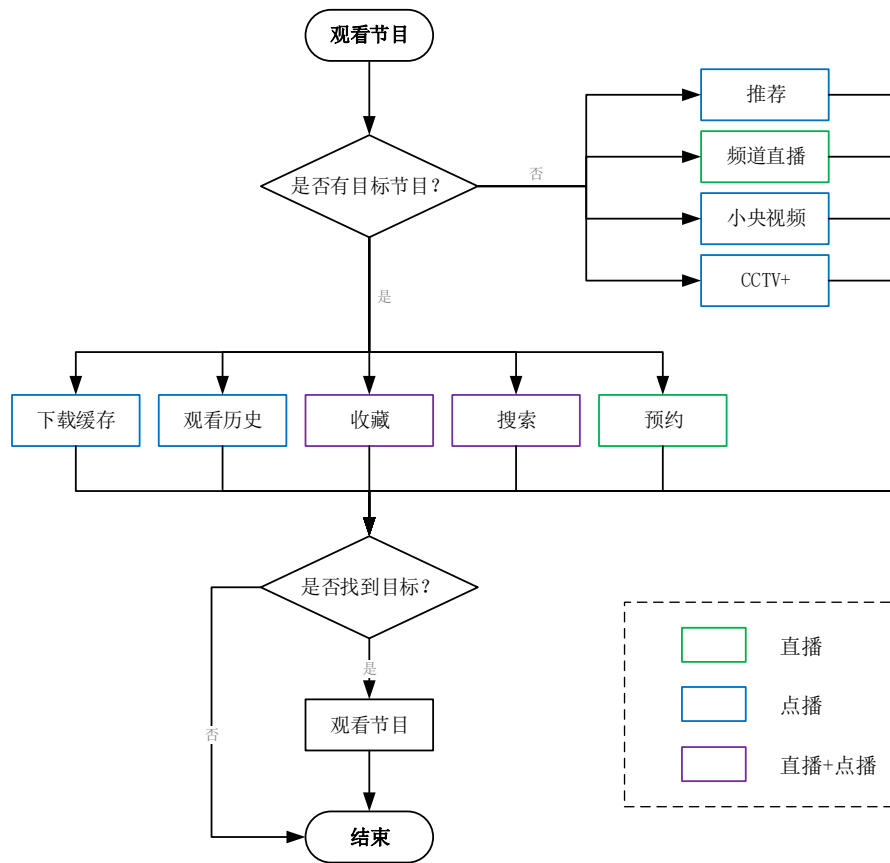 观看节目
推荐
频道直播
是否有目标节目?
否
小央视频
CCTV+
是
下载缓存
观看历史
收藏
搜索
预约
是否找到目标?
直播
是
点播
观看节目
否
直播+点播
结束